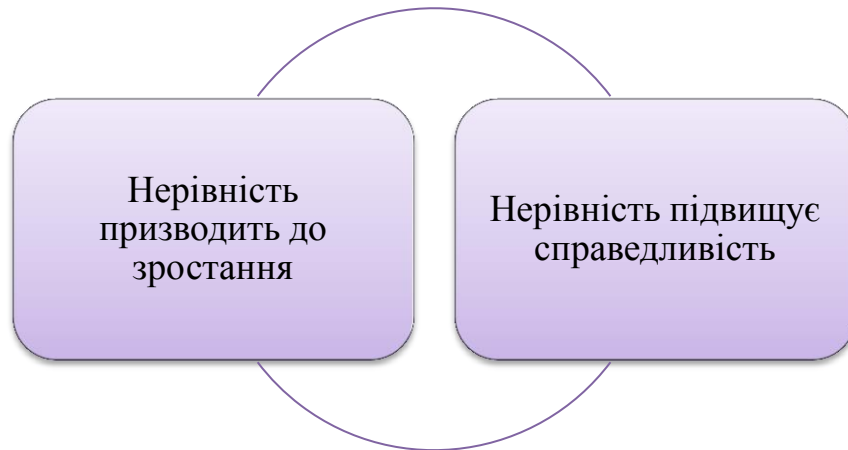 Нерівність
призводить до
зростання
Нерівність підвищує
справедливість